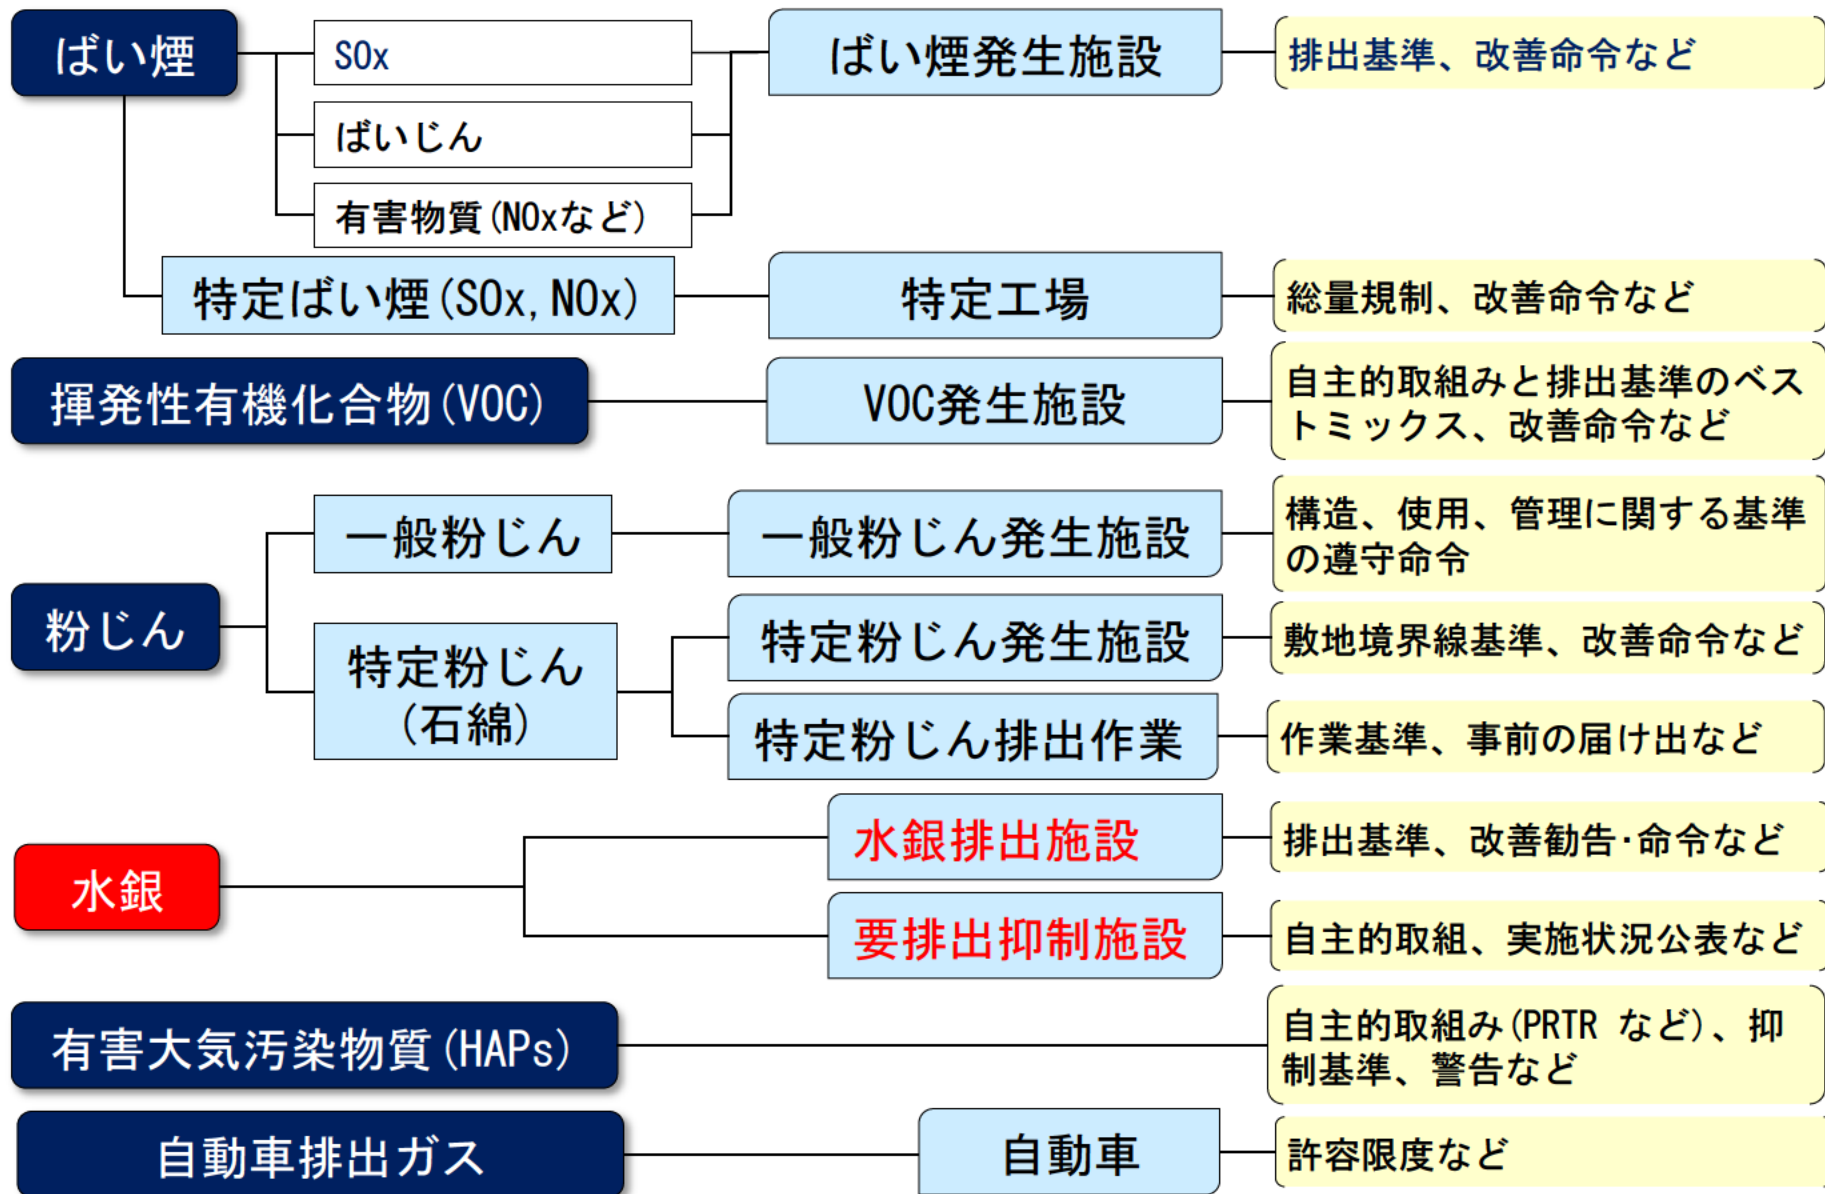 ばい煙
SOx
ばい煙発生施設
排出基準、改善命令など
ばいじん
有害物質(NOxなど)
特定ばい煙(SOx,NOx)
特定工場
総量規制、改善命令など
揮発性有機化合物(VOC)
VOC発生施設
自主的取組みと排出基準のベス
トミックス、改善命令など
粉じん
一般粉じん
一般粉じん発生施設
構造、使用、管理に関する基準
の遵守命令
特定粉じん
(石綿)
特定粉じん発生施設
敷地境界線基準、改善命令など
特定粉じん排出作業
作業基準、事前の届け出など
水銀
水銀排出施設
排出基準、改善勧告･命令など
要排出抑制施設
自主的取組、実施状況公表など
有害大気汚染物質(HAPs)
自主的取組み(PRTR など)、抑
制基準、警告など
自動車排出ガス
自動車
許容限度など